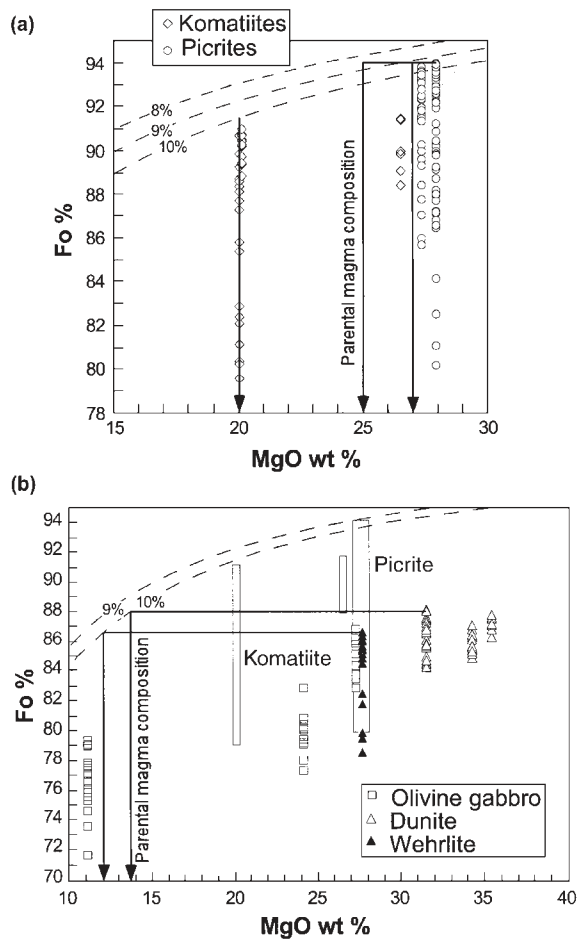 (a)
Komatiites
Picrites
94
92
90
88
86
84
82
80
78
Fo %
8%
9%
10%
Parental magma composition
15
20
25
30
MgO wt %
(b)
94
92
90
88
86
84
82
80
78
76
74
72
70
Fo %
9%
10%
Picrite
Komatiite
Parental magma composition
Olivine gabbro
Dunite
Wehrlite
10
15
20
25
30
35
40
MgO wt %